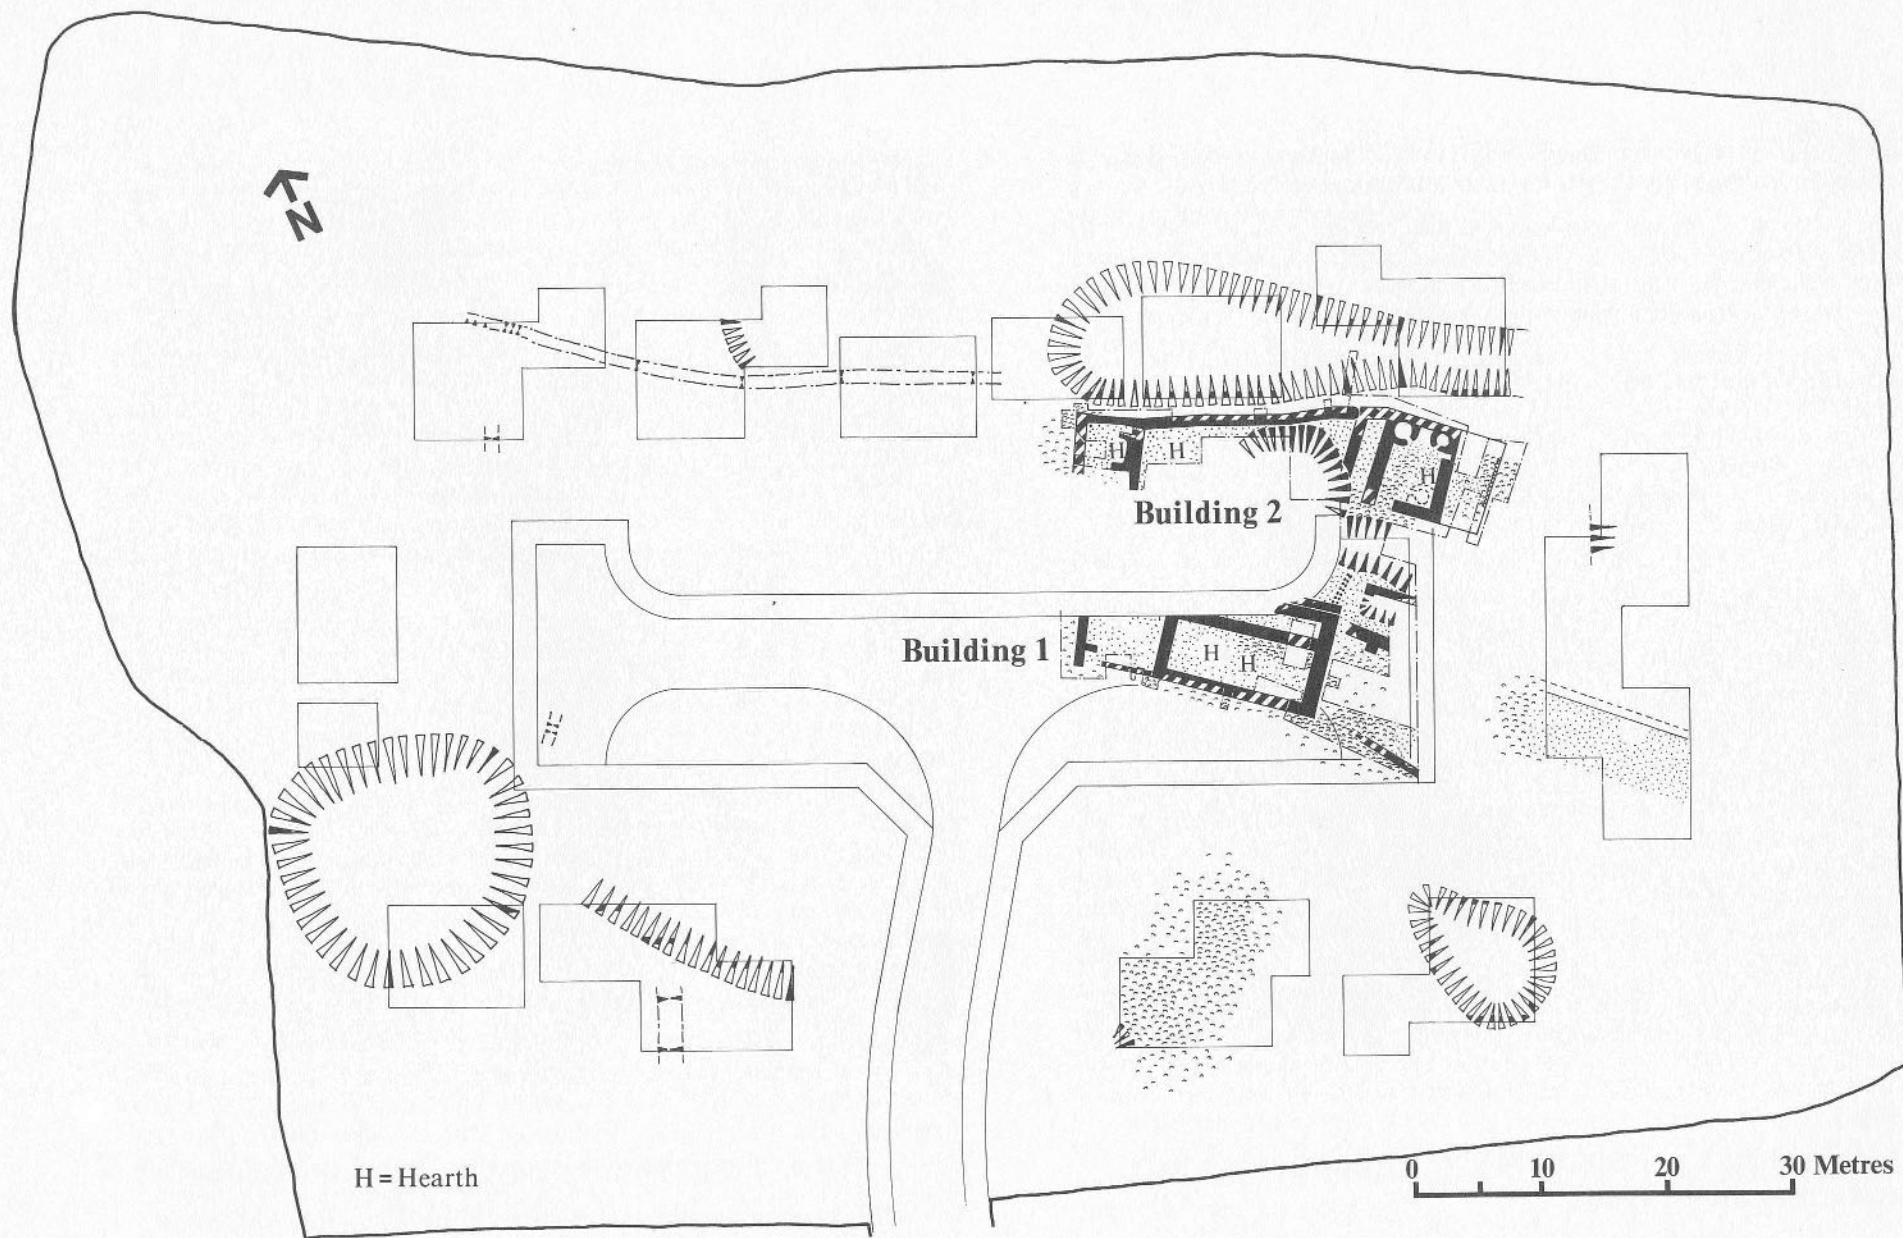 N
H H H
Building 2
Building 1
H H
H = Hearth
0 10 20 30 Metres